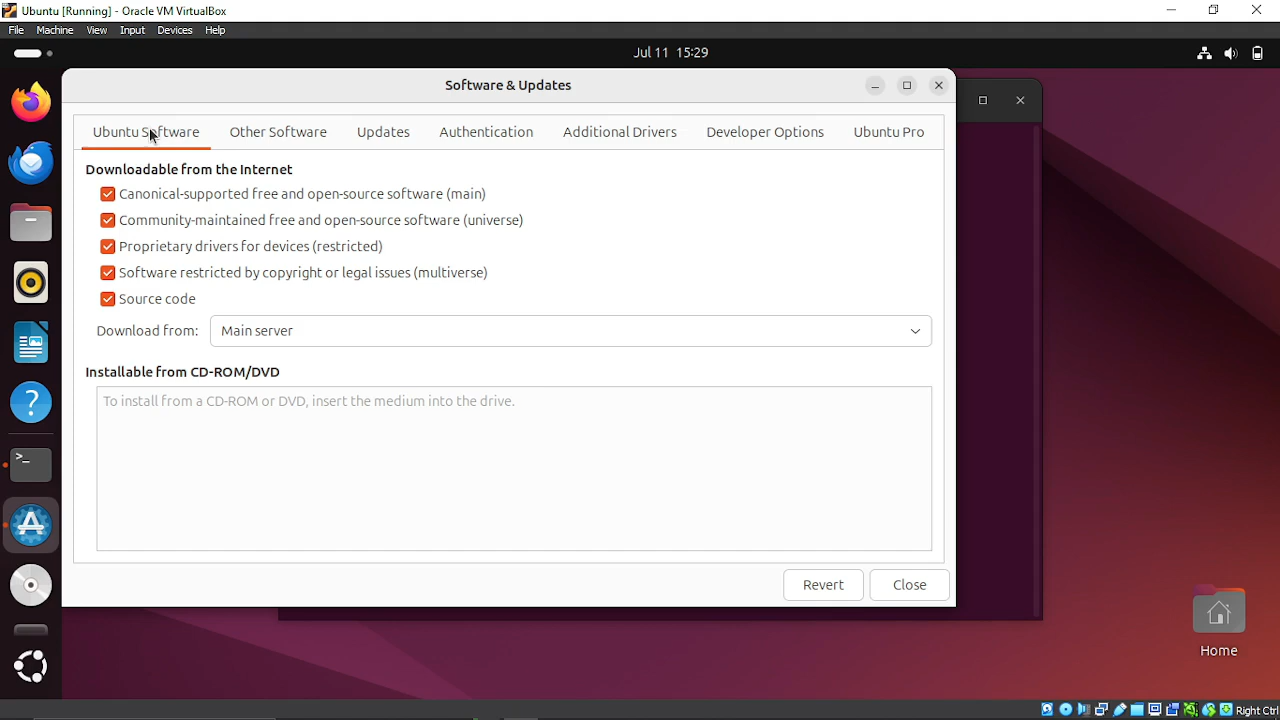 Ubuntu [Running] - Oracle VM VirtualBox
File Machine View Input Devices Help
Jul 11 15:29
Software & Updates
Ubuntu Software Other Software Updates Authentication Additional Drivers Developer Options Ubuntu Pro
Downloadable from the Internet
Canonical-supported free and open-source software (main)
Community-maintained free and open-source software (universe)
Proprietary drivers for devices (restricted)
Software restricted by copyright or legal issues (multiverse)
Source code
Download from: Main server
Installable from CD-ROM/DVD
To install from a CD-ROM or DVD, insert the medium into the drive.
Revert Close
Home
Right Ctrl